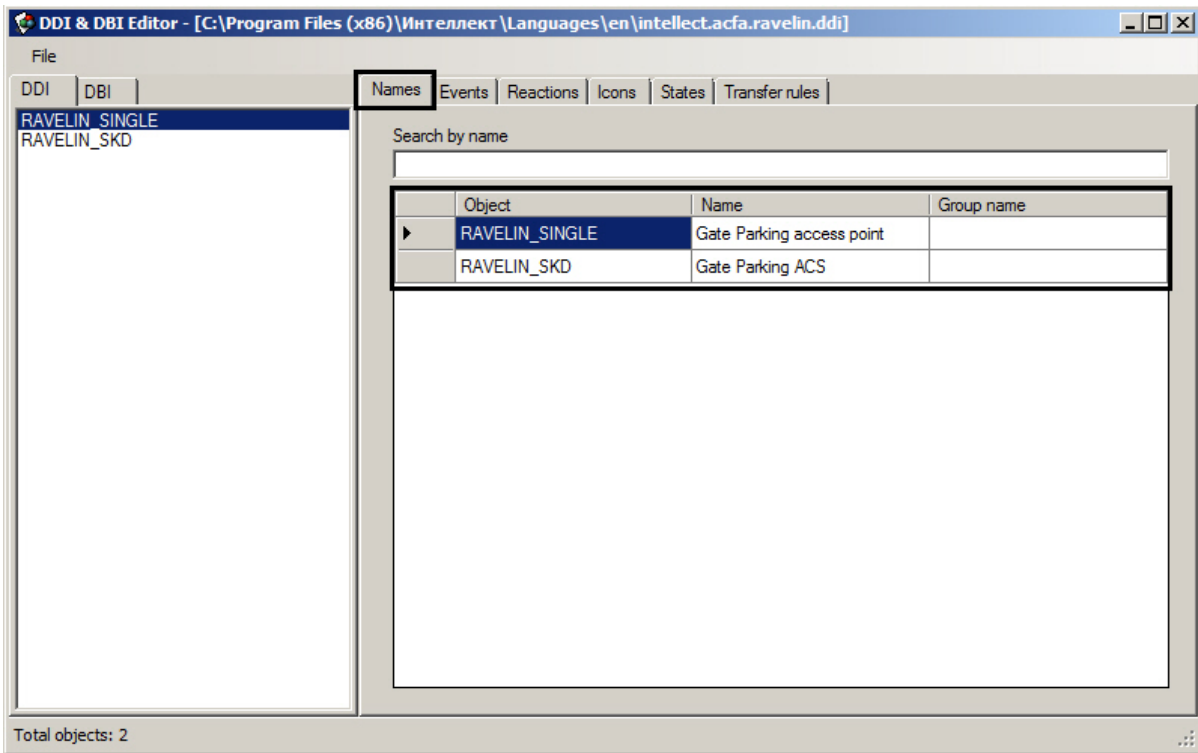 DDI & DBI Editor - [C:\Program Files (x86)\Интеллект\Languages\en\intellect.acfa.ravelin.ddi]
File
DDI DBI
Names Events Reactions Icons States Transfer rules
RAVELIN_SINGLE
RAVELIN_SKD
Search by name
Object Name Group name
RAVELIN_SINGLE Gate Parking access point
RAVELIN_SKD Gate Parking ACS
Total objects: 2